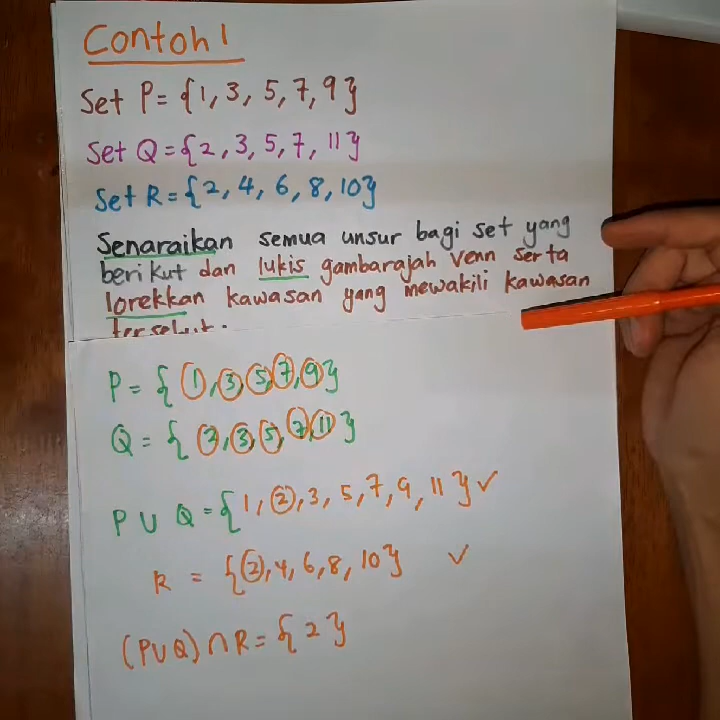 Contoh 1
Set P = {1, 3, 5, 7, 9}
Set Q = {2, 3, 5, 7, 11}
Set R = {2, 4, 6, 8, 10}
Senaraikan semua unsur bagi set yang
berikut dan lukis gambarajah venn serta
lorekkan kawasan yang mewakili kawasan
tersebut.
P = {1, 3, 5, 7, 9}
Q = {2, 3, 5, 7, 11}
P ∪ Q = {1, 2, 3, 5, 7, 9, 11} ✓
R = {2, 4, 6, 8, 10} ✓
(P∪Q) ∩ R = {2}